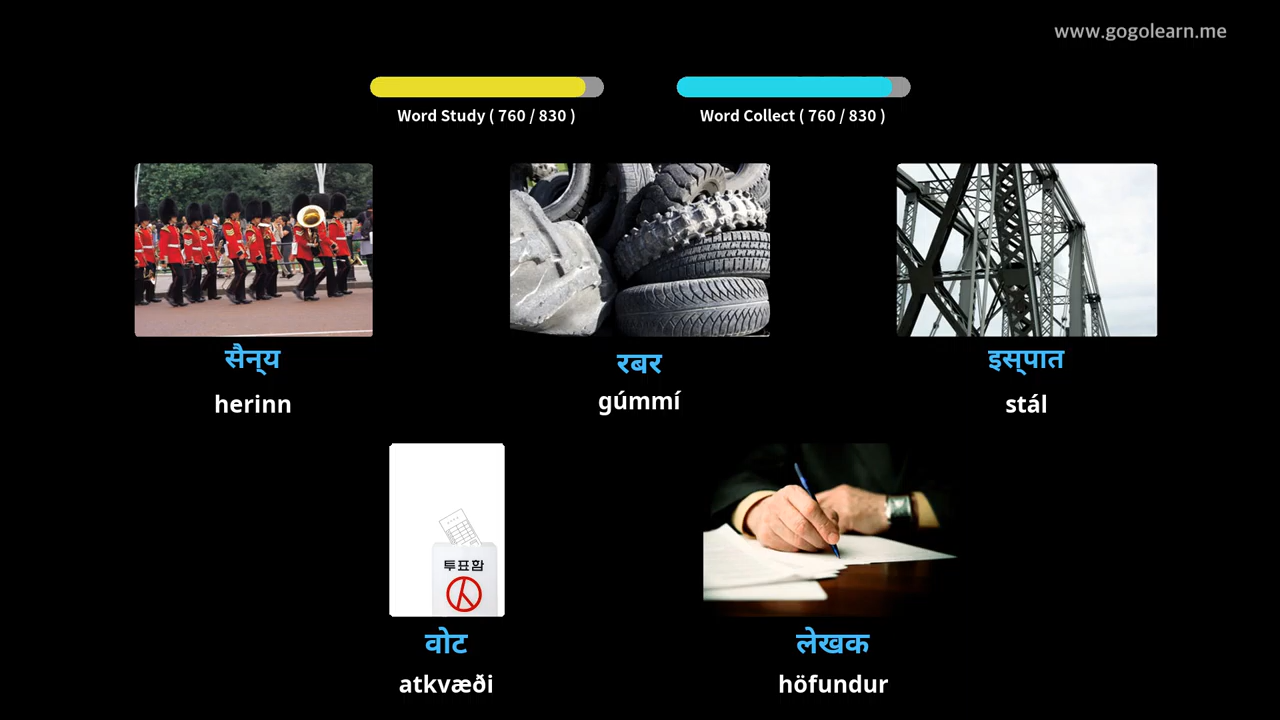 www.gogolearn.me
Word Study ( 760 / 830 )
Word Collect ( 760 / 830 )
सैन्य
herinn
रबर
gúmmí
इस्पात
stál
투표함
वोट
atkvæði
लेखक
höfundur